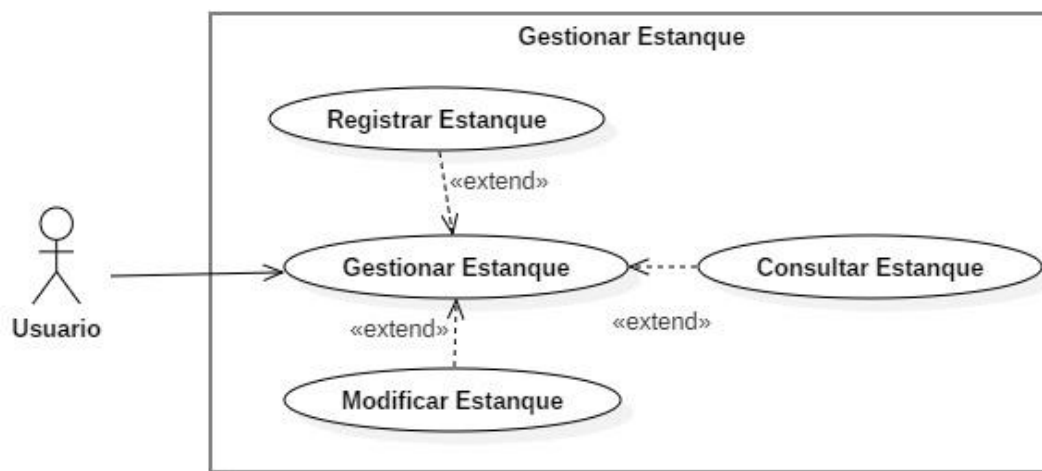 Gestionar Estanque
Registrar Estanque
«extend»
Gestionar Estanque
Consultar Estanque
Usuario
«extend»
«extend»
Modificar Estanque